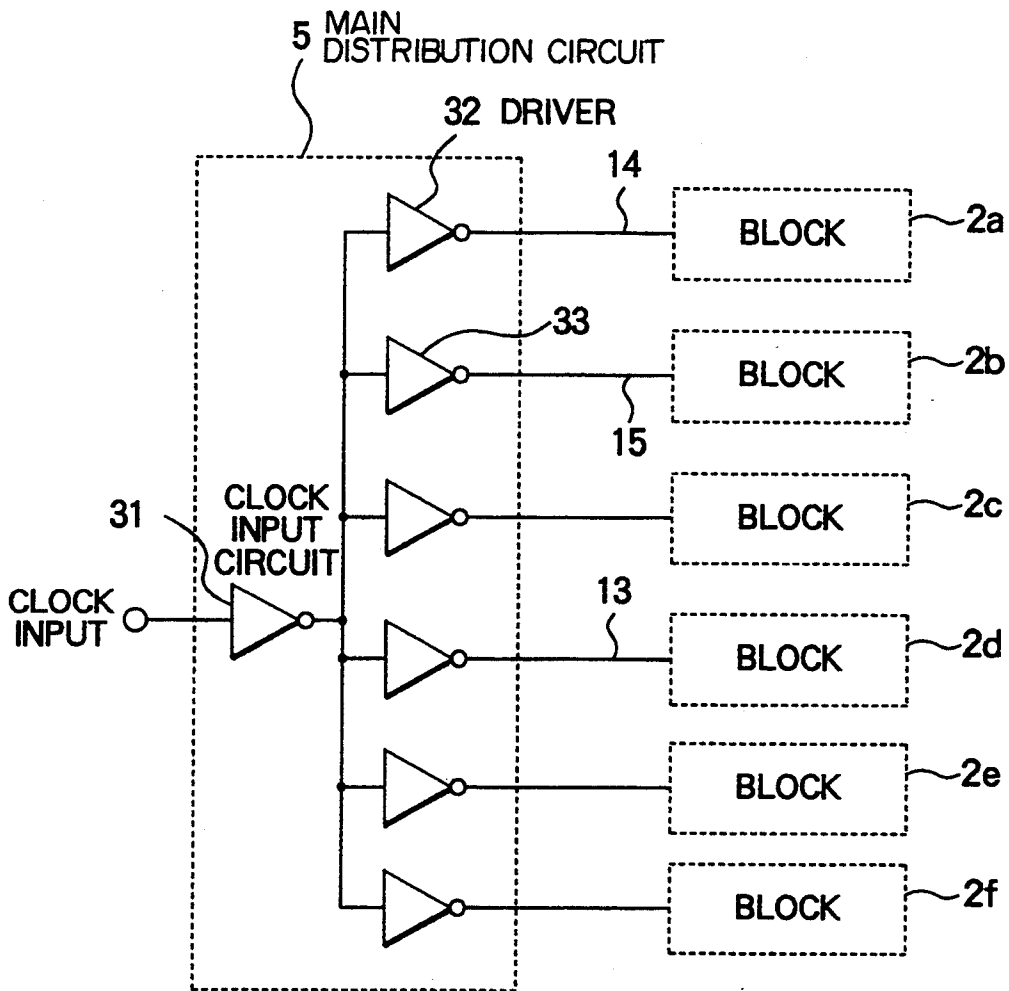 5 MAIN
DISTRIBUTION CIRCUIT
32 DRIVER
14
BLOCK
2a
33
BLOCK
2b
15
31
CLOCK
INPUT
CIRCUIT
BLOCK
2c
CLOCK
INPUT
13
BLOCK
2d
BLOCK
2e
BLOCK
2f